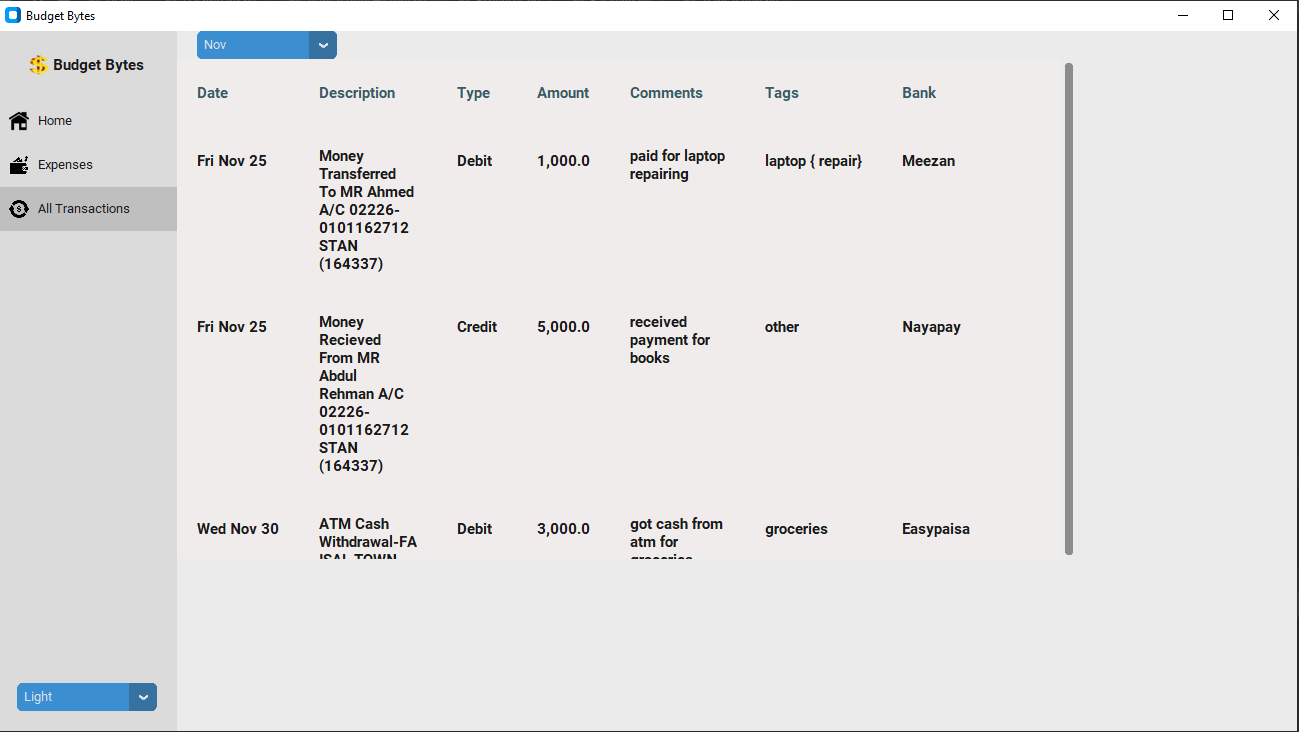 Budget Bytes
Budget Bytes
Home
Expenses
All Transactions
Light
Nov
Date Description Type Amount Comments Tags Bank
Fri Nov 25
Money
Transferred
To MR Ahmed
A/C 02226-
0101162712
STAN
(164337)
Debit
1,000.0
paid for laptop
repairing
laptop { repair}
Meezan
Fri Nov 25
Money
Recieved
From MR
Abdul
Rehman A/C
02226-
0101162712
STAN
(164337)
Credit
5,000.0
received
payment for
books
other
Nayapay
Wed Nov 30
ATM Cash
Withdrawal-FA
ISAL TOWN
Debit
3,000.0
got cash from
atm for
groceries
groceries
Easypaisa